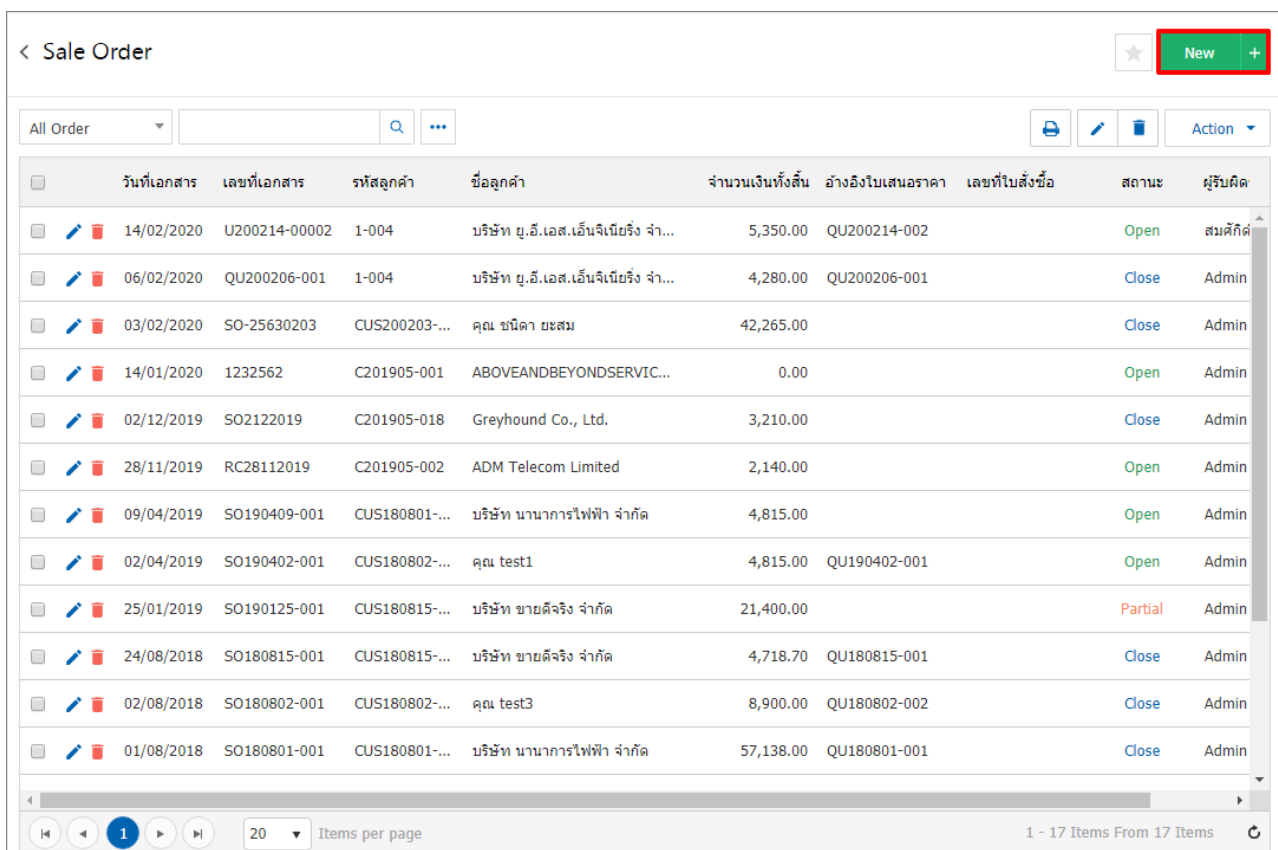 Sale Order
New +
All Order
Action
วันที่เอกสาร เลขที่เอกสาร รหัสลูกค้า ชื่อลูกค้า จำนวนเงินทั้งสิ้น อ้างอิงใบเสนอราคา เลขที่ใบสั่งซื้อ สถานะ ผู้รับผิด
14/02/2020 U200214-00002 1-004 บริษัท ยู.อี.เอส.เอ็นจิเนียริ่ง จำ... 5,350.00 QU200214-002 Open สมศักิด์
06/02/2020 QU200206-001 1-004 บริษัท ยู.อี.เอส.เอ็นจิเนียริ่ง จำ... 4,280.00 QU200206-001 Close Admin
03/02/2020 SO-25630203 CUS200203-... คุณ ชนิดา ยะสม 42,265.00 Close Admin
14/01/2020 1232562 C201905-001 ABOVEANDBEYONDSERVIC... 0.00 Open Admin
02/12/2019 SO2122019 C201905-018 Greyhound Co., Ltd. 3,210.00 Close Admin
28/11/2019 RC28112019 C201905-002 ADM Telecom Limited 2,140.00 Open Admin
09/04/2019 SO190409-001 CUS180801-... บริษัท นานาการไฟฟ้า จำกัด 4,815.00 Open Admin
02/04/2019 SO190402-001 CUS180802-... คุณ test1 4,815.00 QU190402-001 Open Admin
25/01/2019 SO190125-001 CUS180815-... บริษัท ขายดีจริง จำกัด 21,400.00 Partial Admin
24/08/2018 SO180815-001 CUS180815-... บริษัท ขายดีจริง จำกัด 4,718.70 QU180815-001 Close Admin
02/08/2018 SO180802-001 CUS180802-... คุณ test3 8,900.00 QU180802-002 Close Admin
01/08/2018 SO180801-001 CUS180801-... บริษัท นานาการไฟฟ้า จำกัด 57,138.00 QU180801-001 Close Admin
1 20 Items per page 1 - 17 Items From 17 Items